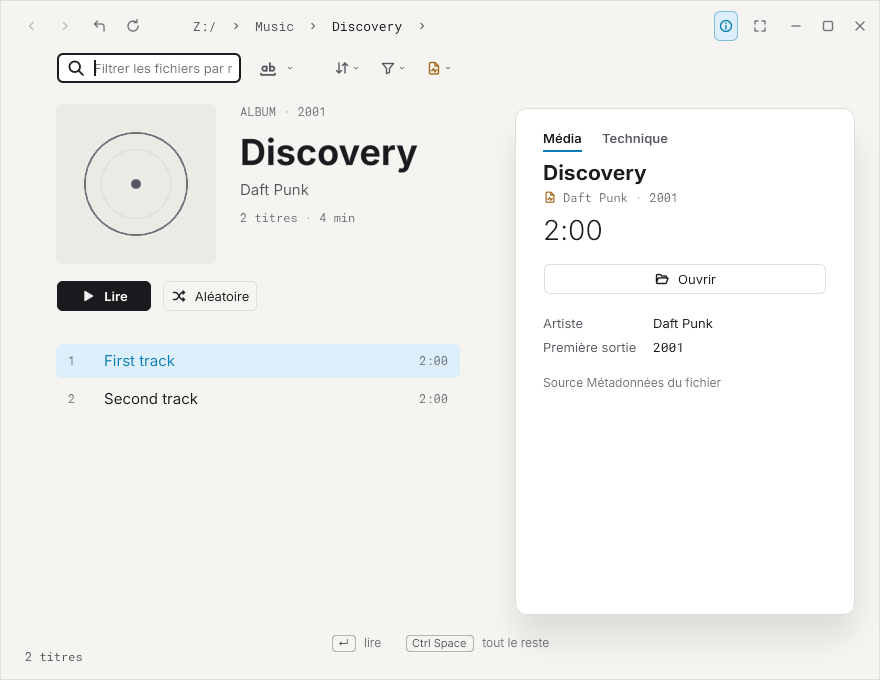 Z:/ Music Discovery
Filtrer les fichiers par r
ab
ALBUM · 2001
Discovery
Daft Punk
2 titres · 4 min
Lire
Aléatoire
1 First track 2:00
2 Second track 2:00
Média Technique
Discovery
Daft Punk · 2001
2:00
Ouvrir
Artiste Daft Punk
Première sortie 2001
Source Métadonnées du fichier
lire Ctrl Space tout le reste
2 titres